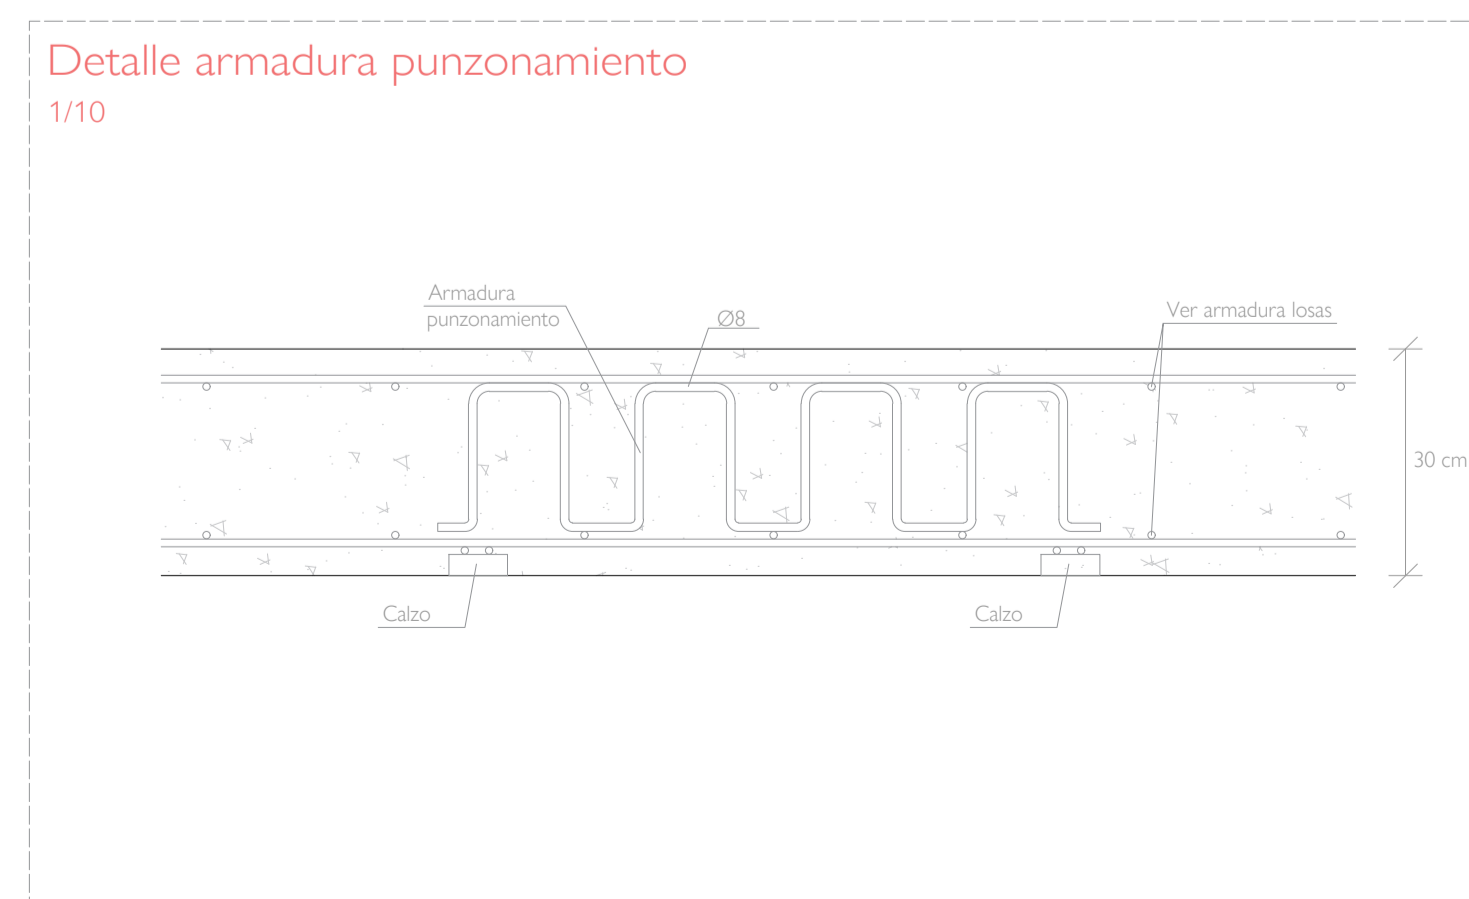 Detalle armadura punzonamiento
1/10
Armadura
punzonamiento
Ø8
Ver armadura losas
30 cm
Calzo
Calzo